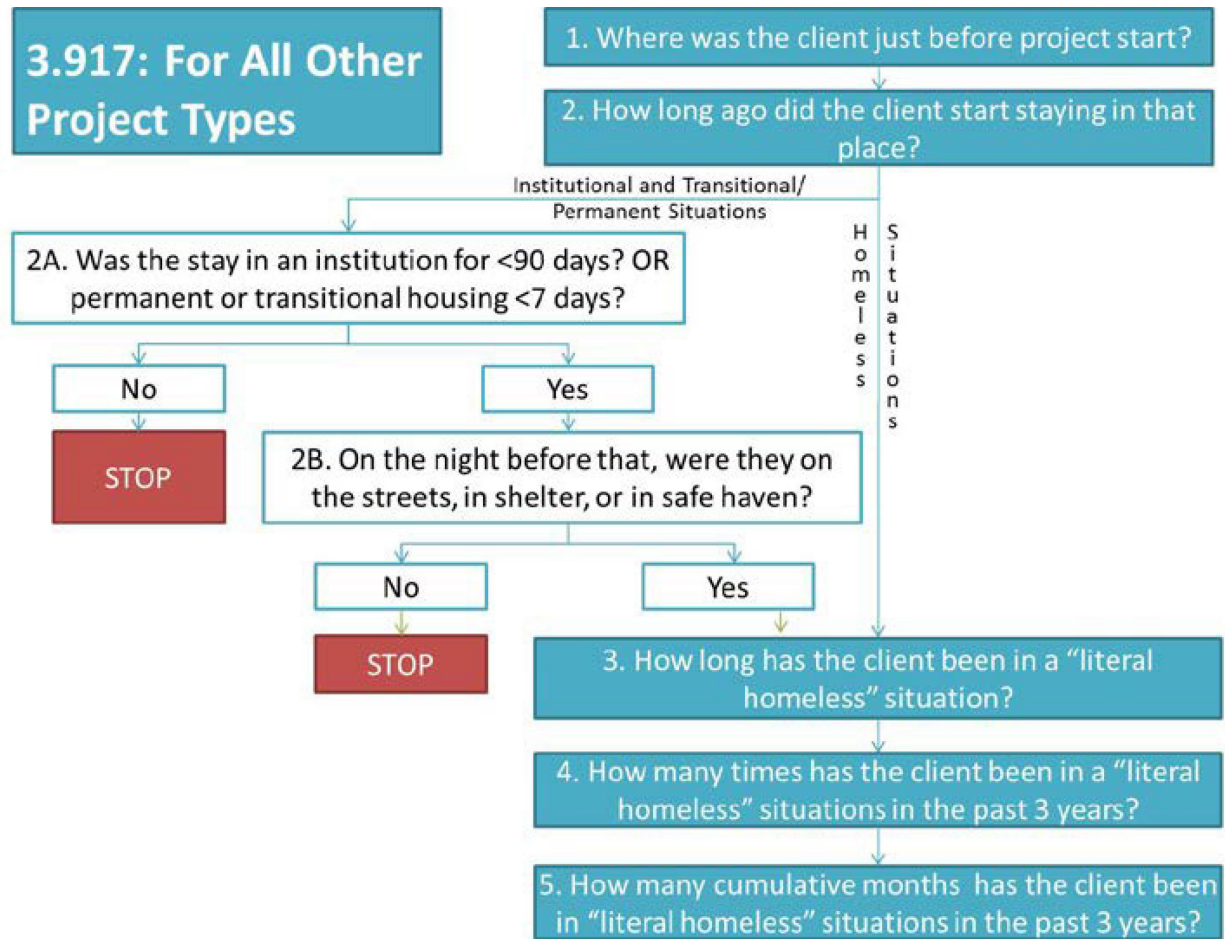 3.917: For All Other
Project Types
1. Where was the client just before project start?
2. How long ago did the client start staying in that
place?
Institutional and Transitional/
Permanent Situations
Homeless
Situations
2A. Was the stay in an institution for <90 days? OR
permanent or transitional housing <7 days?
No
Yes
STOP
2B. On the night before that, were they on
the streets, in shelter, or in safe haven?
No
Yes
STOP
3. How long has the client been in a “literal
homeless” situation?
4. How many times has the client been in a “literal
homeless” situations in the past 3 years?
5. How many cumulative months has the client been
in “literal homeless” situations in the past 3 years?